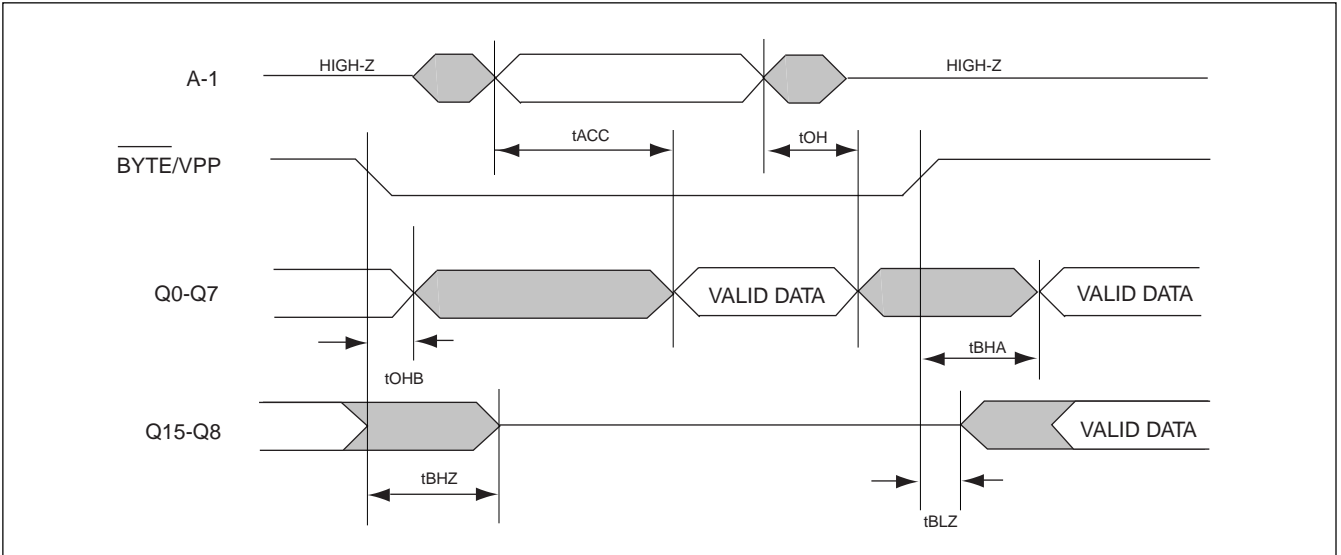 A-1
HIGH-Z
HIGH-Z
tACC
tOH
BYTE/VPP
Q0-Q7
VALID DATA
VALID DATA
tBHA
tOHB
Q15-Q8
VALID DATA
tBHZ
tBLZ